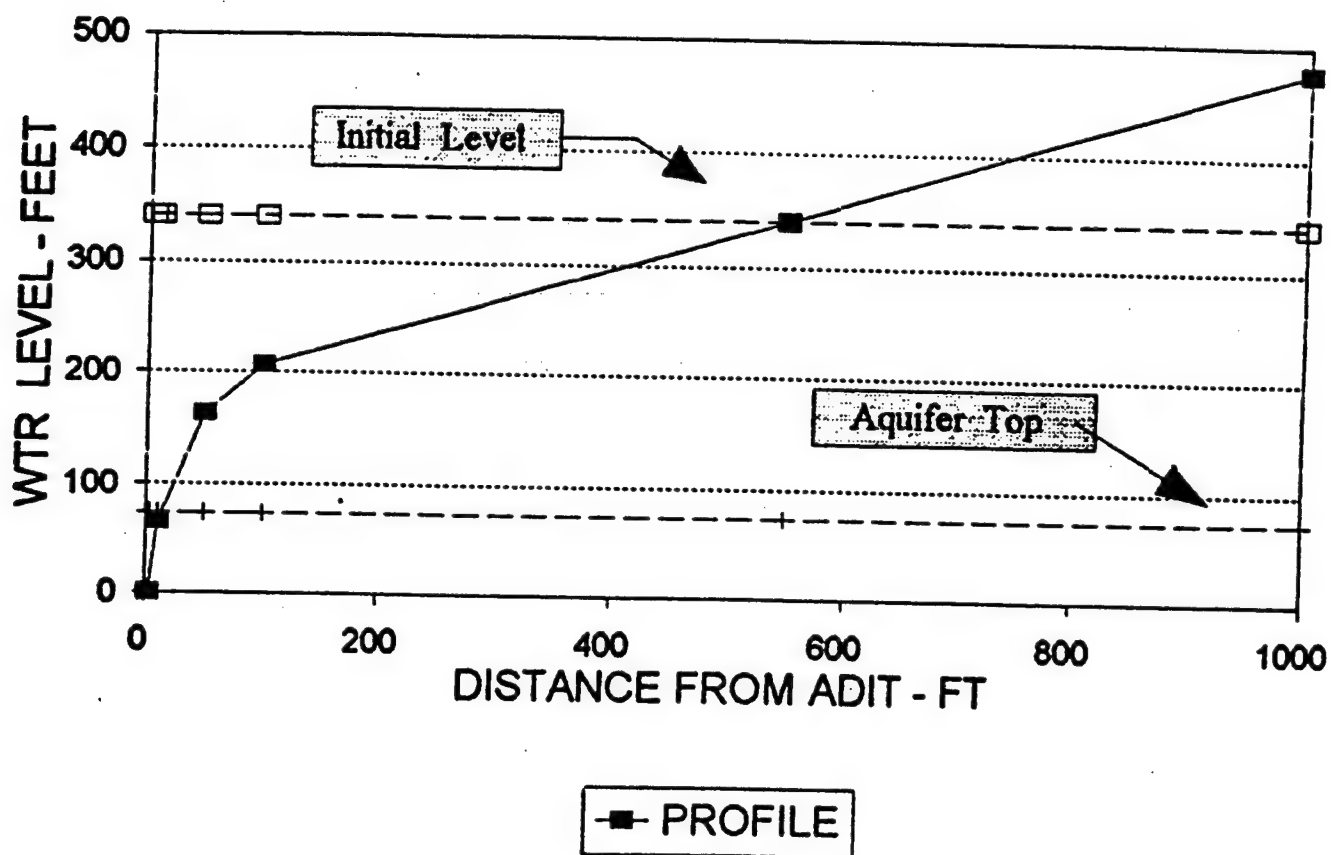 500
400
300
200
100
0
WTR LEVEL - FEET
Initial Level
Aquifer Top
0
200
400
600
800
1000
DISTANCE FROM ADIT - FT
PROFILE